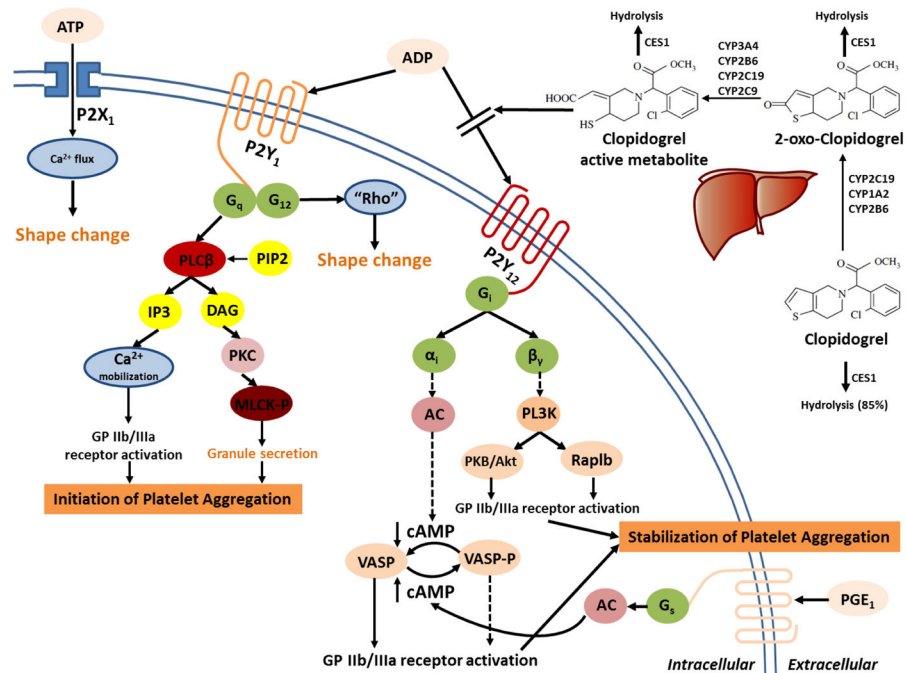 ATP
P2X1
Ca2+ flux
Shape change
ADP
P2Y1
Gq
G12
“Rho”
Shape change
PLCβ
PIP2
IP3
DAG
Ca2+
mobilization
PKC
MLCK-P
GP IIb/IIIa
receptor activation
Granule secretion
Initiation of Platelet Aggregation
P2Y12
Gi
αi
βγ
AC
PL3K
PKB/Akt
Raplb
GP IIb/IIIa receptor activation
cAMP
VASP
VASP-P
cAMP
GP IIb/IIIa receptor activation
Stabilization of Platelet Aggregation
AC
Gs
PGE1
Intracellular
Extracellular
Hydrolysis
CES1
O
OCH3
N
HOOC
HS
Cl
Clopidogrel
active metabolite
CYP3A4
CYP2B6
CYP2C19
CYP2C9
Hydrolysis
CES1
O
OCH3
N
O
S
Cl
2-oxo-Clopidogrel
CYP2C19
CYP1A2
CYP2B6
O
OCH3
N
S
Cl
Clopidogrel
CES1
Hydrolysis (85%)